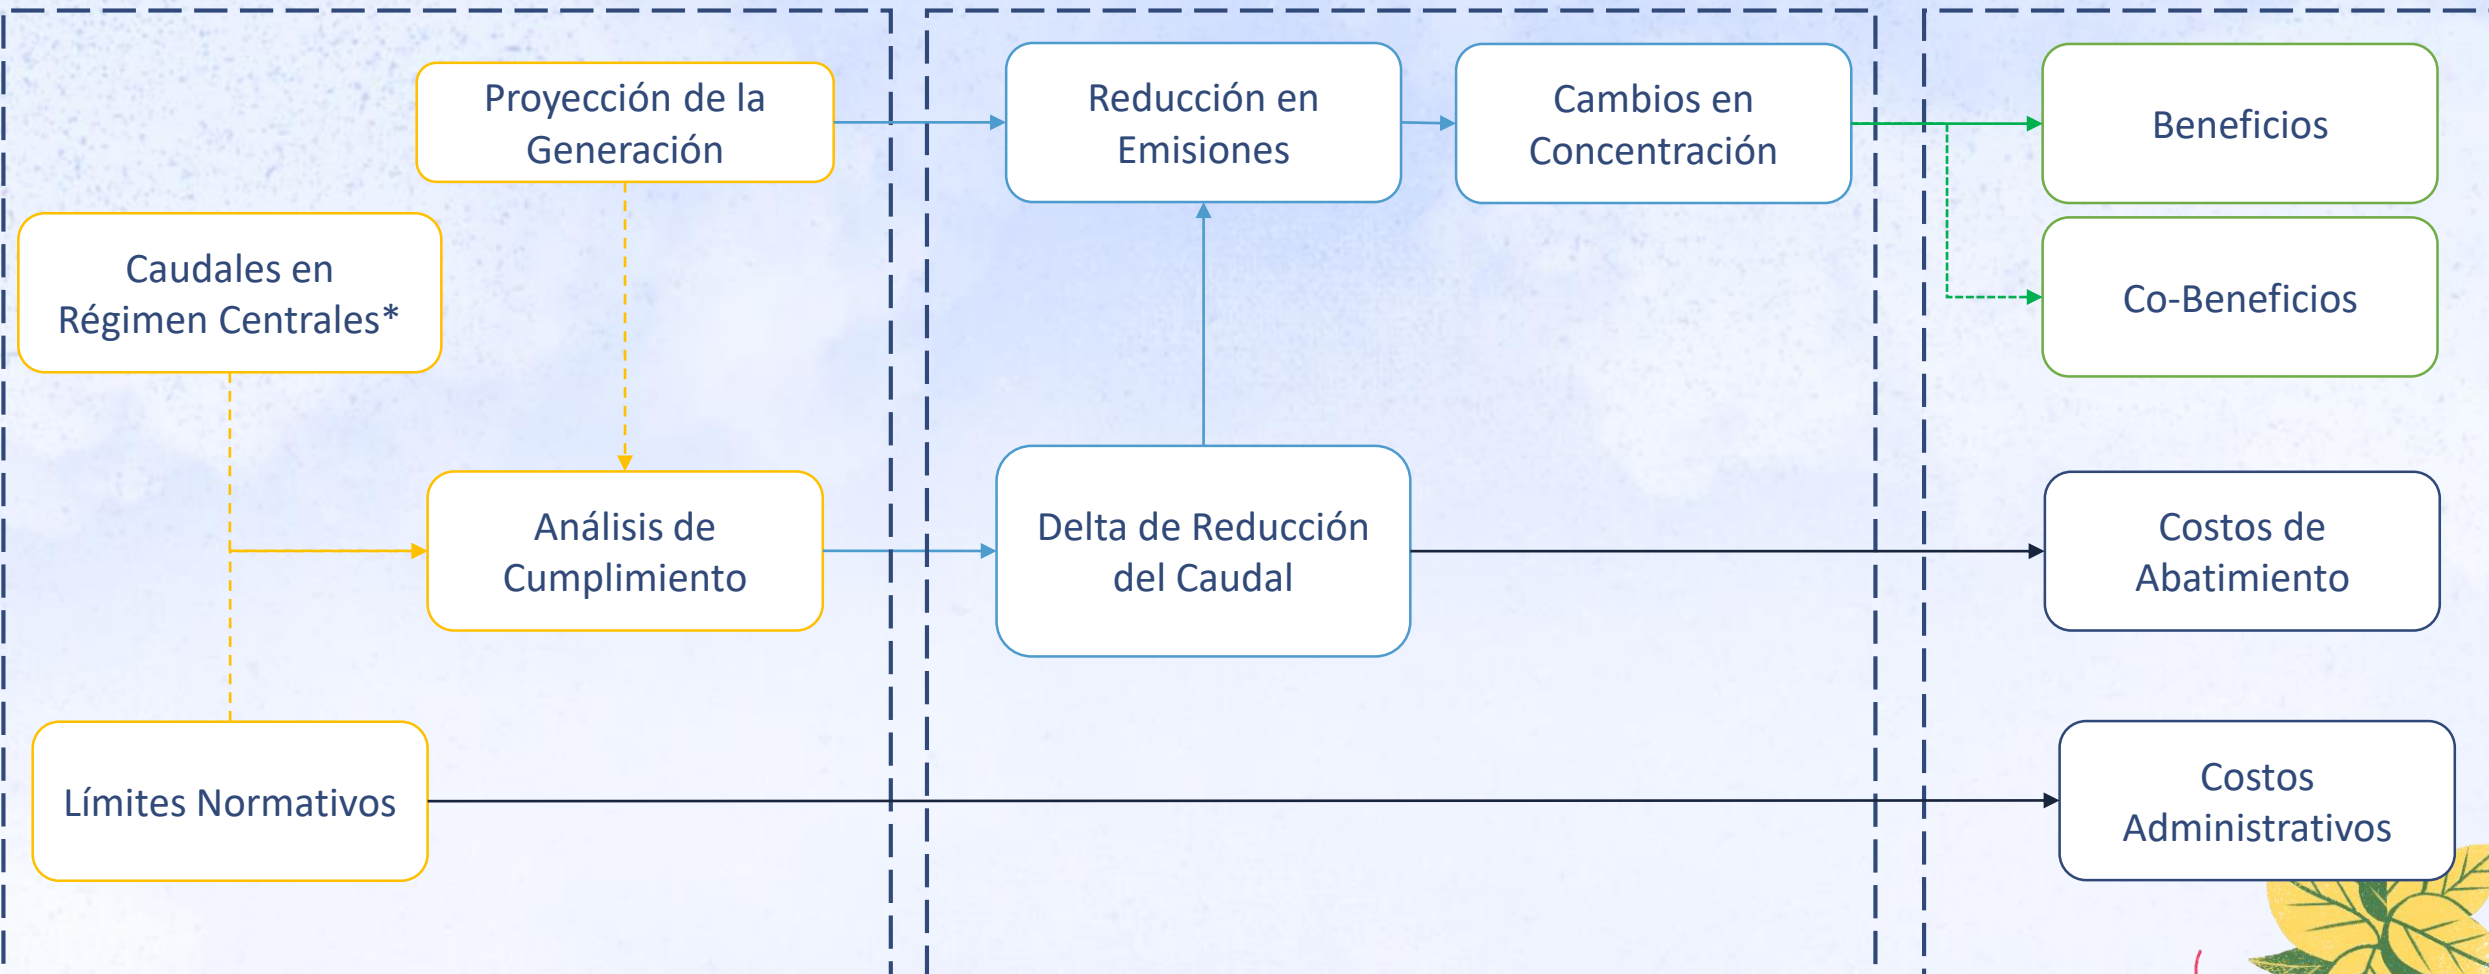 Proyección de la
Generación
Caudales en
Régimen Centrales*
Análisis de
Cumplimiento
Límites Normativos
Reducción en
Emisiones
Cambios en
Concentración
Delta de Reducción
del Caudal
Beneficios
Co-Beneficios
Costos de
Abatimiento
Costos
Administrativos